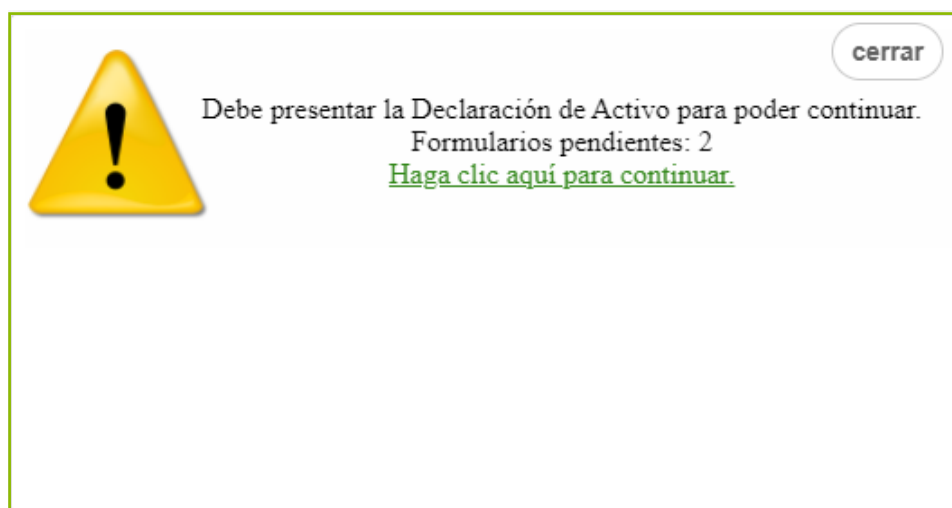 cerrar
Debe presentar la Declaración de Activo para poder continuar.
Formularios pendientes: 2
Haga clic aquí para continuar.